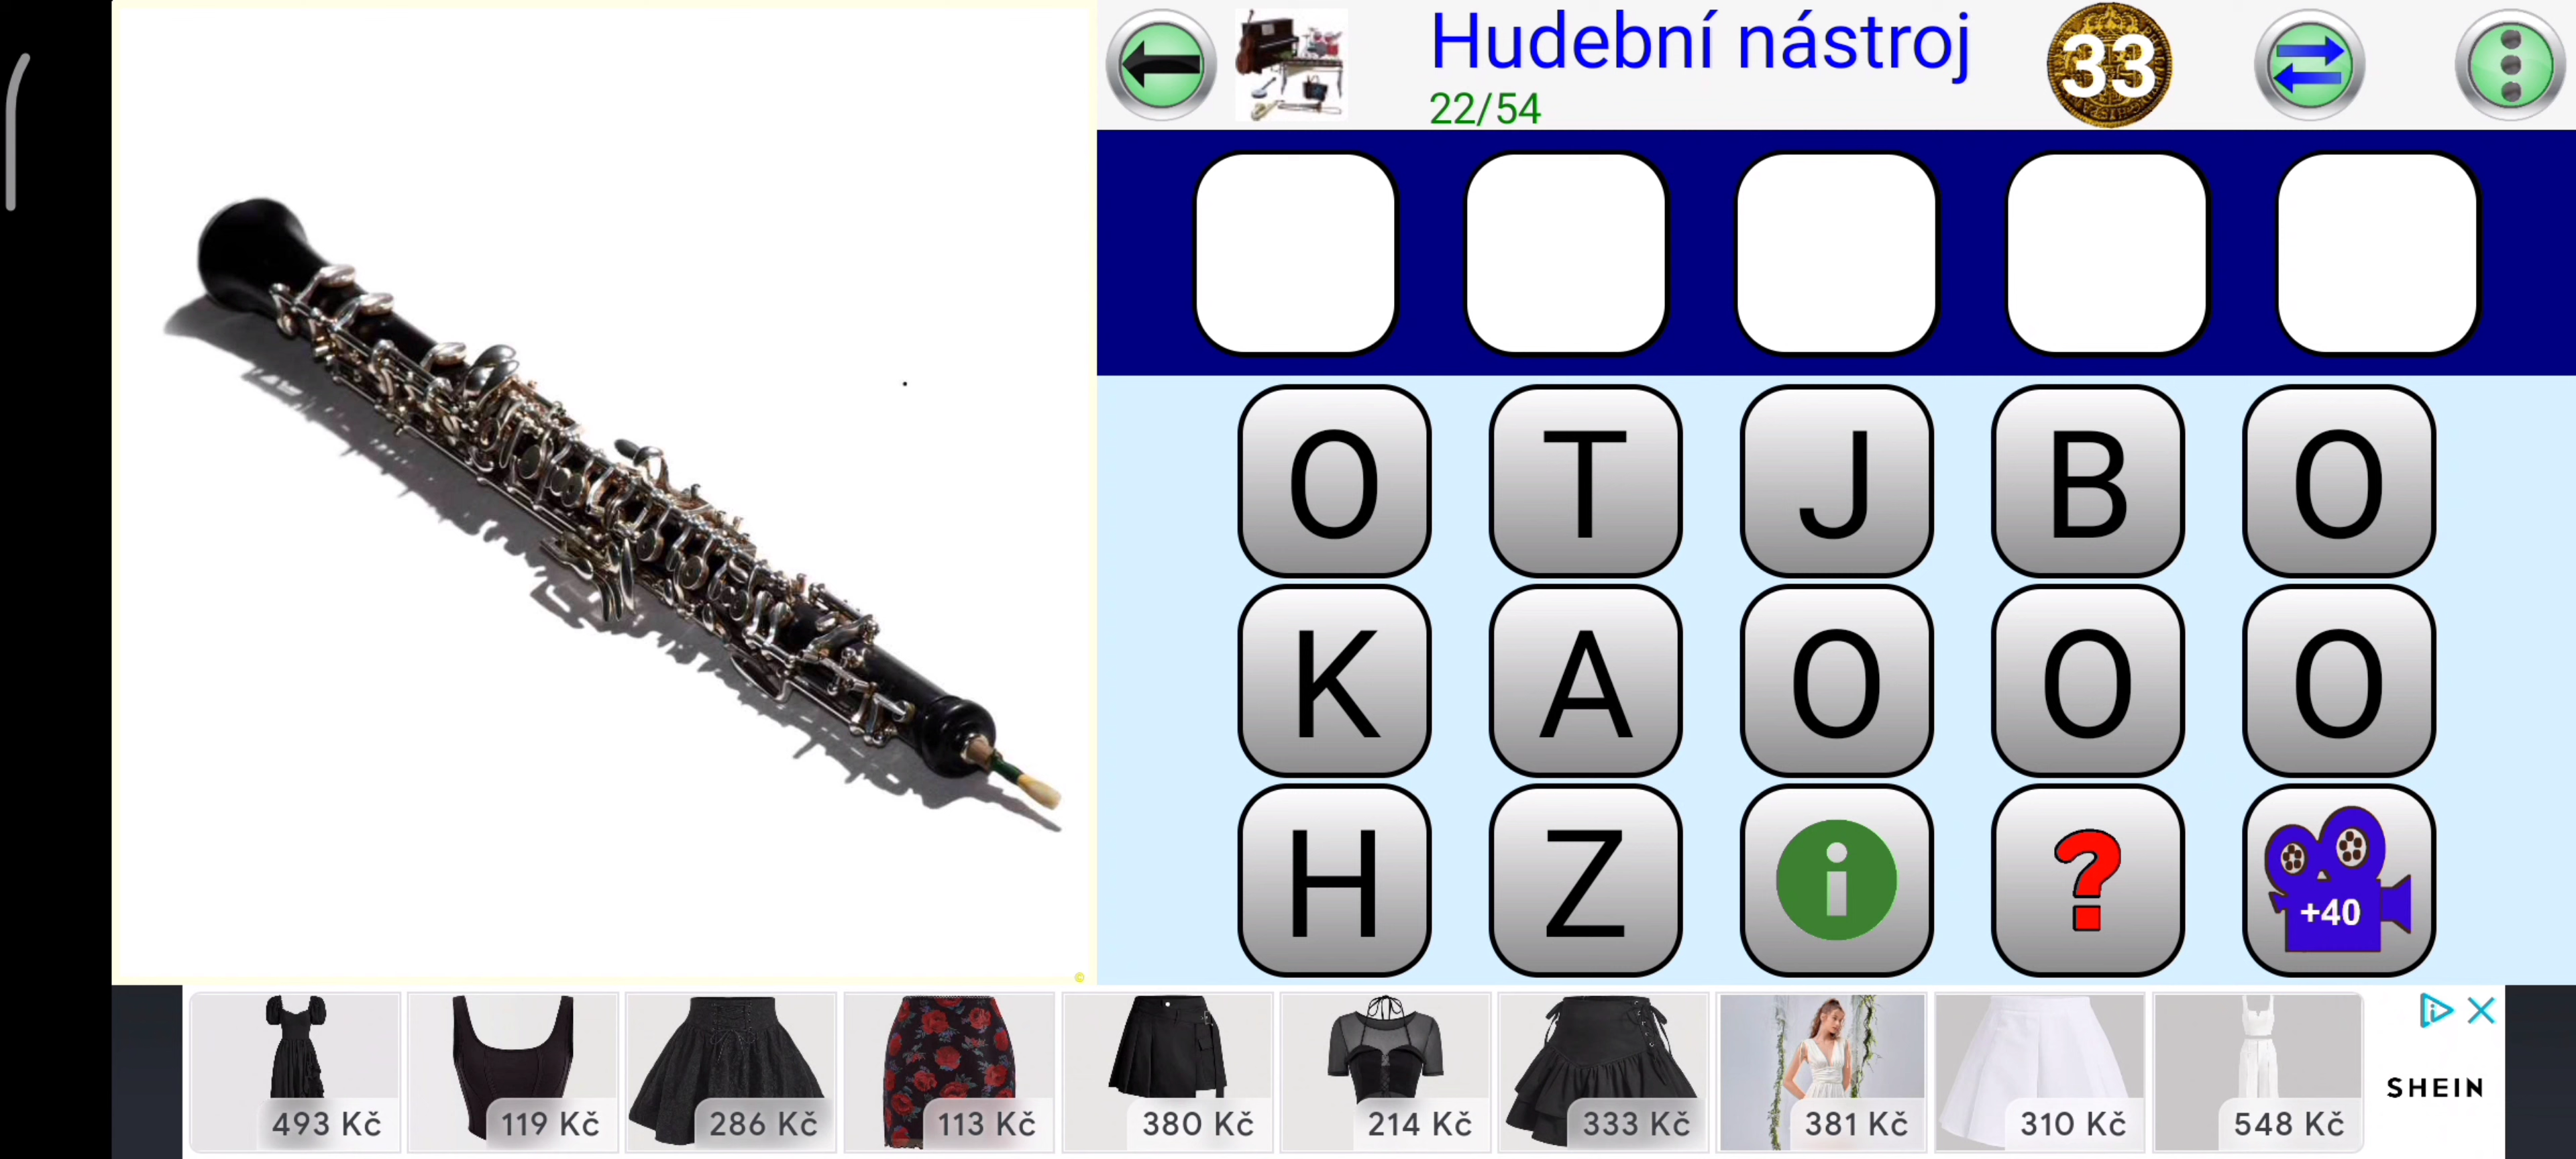 Hudební nástroj
22/54
33
O T J B O
K A O O O
H Z i ?
+40
493 Kč 119 Kč 286 Kč 113 Kč 380 Kč 214 Kč 333 Kč 381 Kč 310 Kč 548 Kč
SHEIN